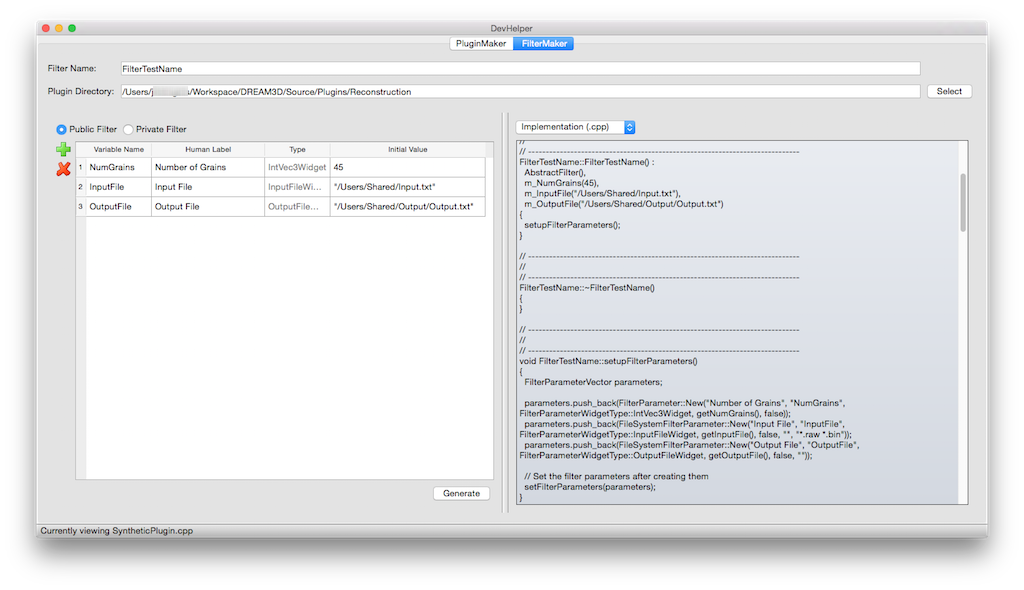 DevHelper
PluginMaker FilterMaker
Filter Name: FilterTestName
Plugin Directory: /Users/ /Workspace/DREAM3D/Source/Plugins/Reconstruction Select
Public Filter Private Filter
Variable Name Human Label Type Initial Value
1 NumGrains Number of Grains IntVec3Widget 45
2 InputFile Input File InputFileWi... "/Users/Shared/Input.txt"
3 OutputFile Output File OutputFile... "/Users/Shared/Output/Output.txt"
Generate
Implementation (.cpp)
//
// -----------------------------------------------------------------------------
FilterTestName::FilterTestName() :
AbstractFilter(),
m_NumGrains(45),
m_InputFile("/Users/Shared/Input.txt"),
m_OutputFile("/Users/Shared/Output/Output.txt")
{
setupFilterParameters();
}
// -----------------------------------------------------------------------------
//
// -----------------------------------------------------------------------------
FilterTestName::~FilterTestName()
{
}
// -----------------------------------------------------------------------------
//
// -----------------------------------------------------------------------------
void FilterTestName::setupFilterParameters()
{
FilterParameterVector parameters;
parameters.push_back(FilterParameter::New("Number of Grains", "NumGrains",
FilterParameterWidgetType::IntVec3Widget, getNumGrains(), false));
parameters.push_back(FileSystemFilterParameter::New("Input File", "InputFile",
FilterParameterWidgetType::InputFileWidget, getInputFile(), false, "", "*.raw *.bin"));
parameters.push_back(FileSystemFilterParameter::New("Output File", "OutputFile",
FilterParameterWidgetType::OutputFileWidget, getOutputFile(), false, ""));
// Set the filter parameters after creating them
setFilterParameters(parameters);
}
Currently viewing SyntheticPlugin.cpp